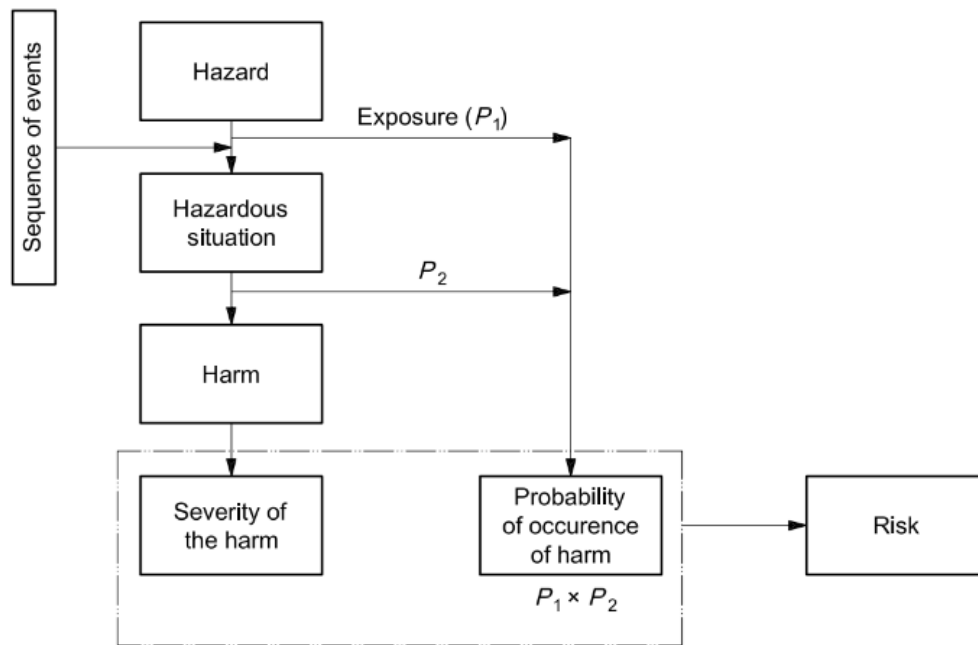 Sequence of events
Hazard
Exposure (P1)
Hazardous
situation
P2
Harm
Severity of
the harm
Probability
of occurence
of harm
P1 × P2
Risk